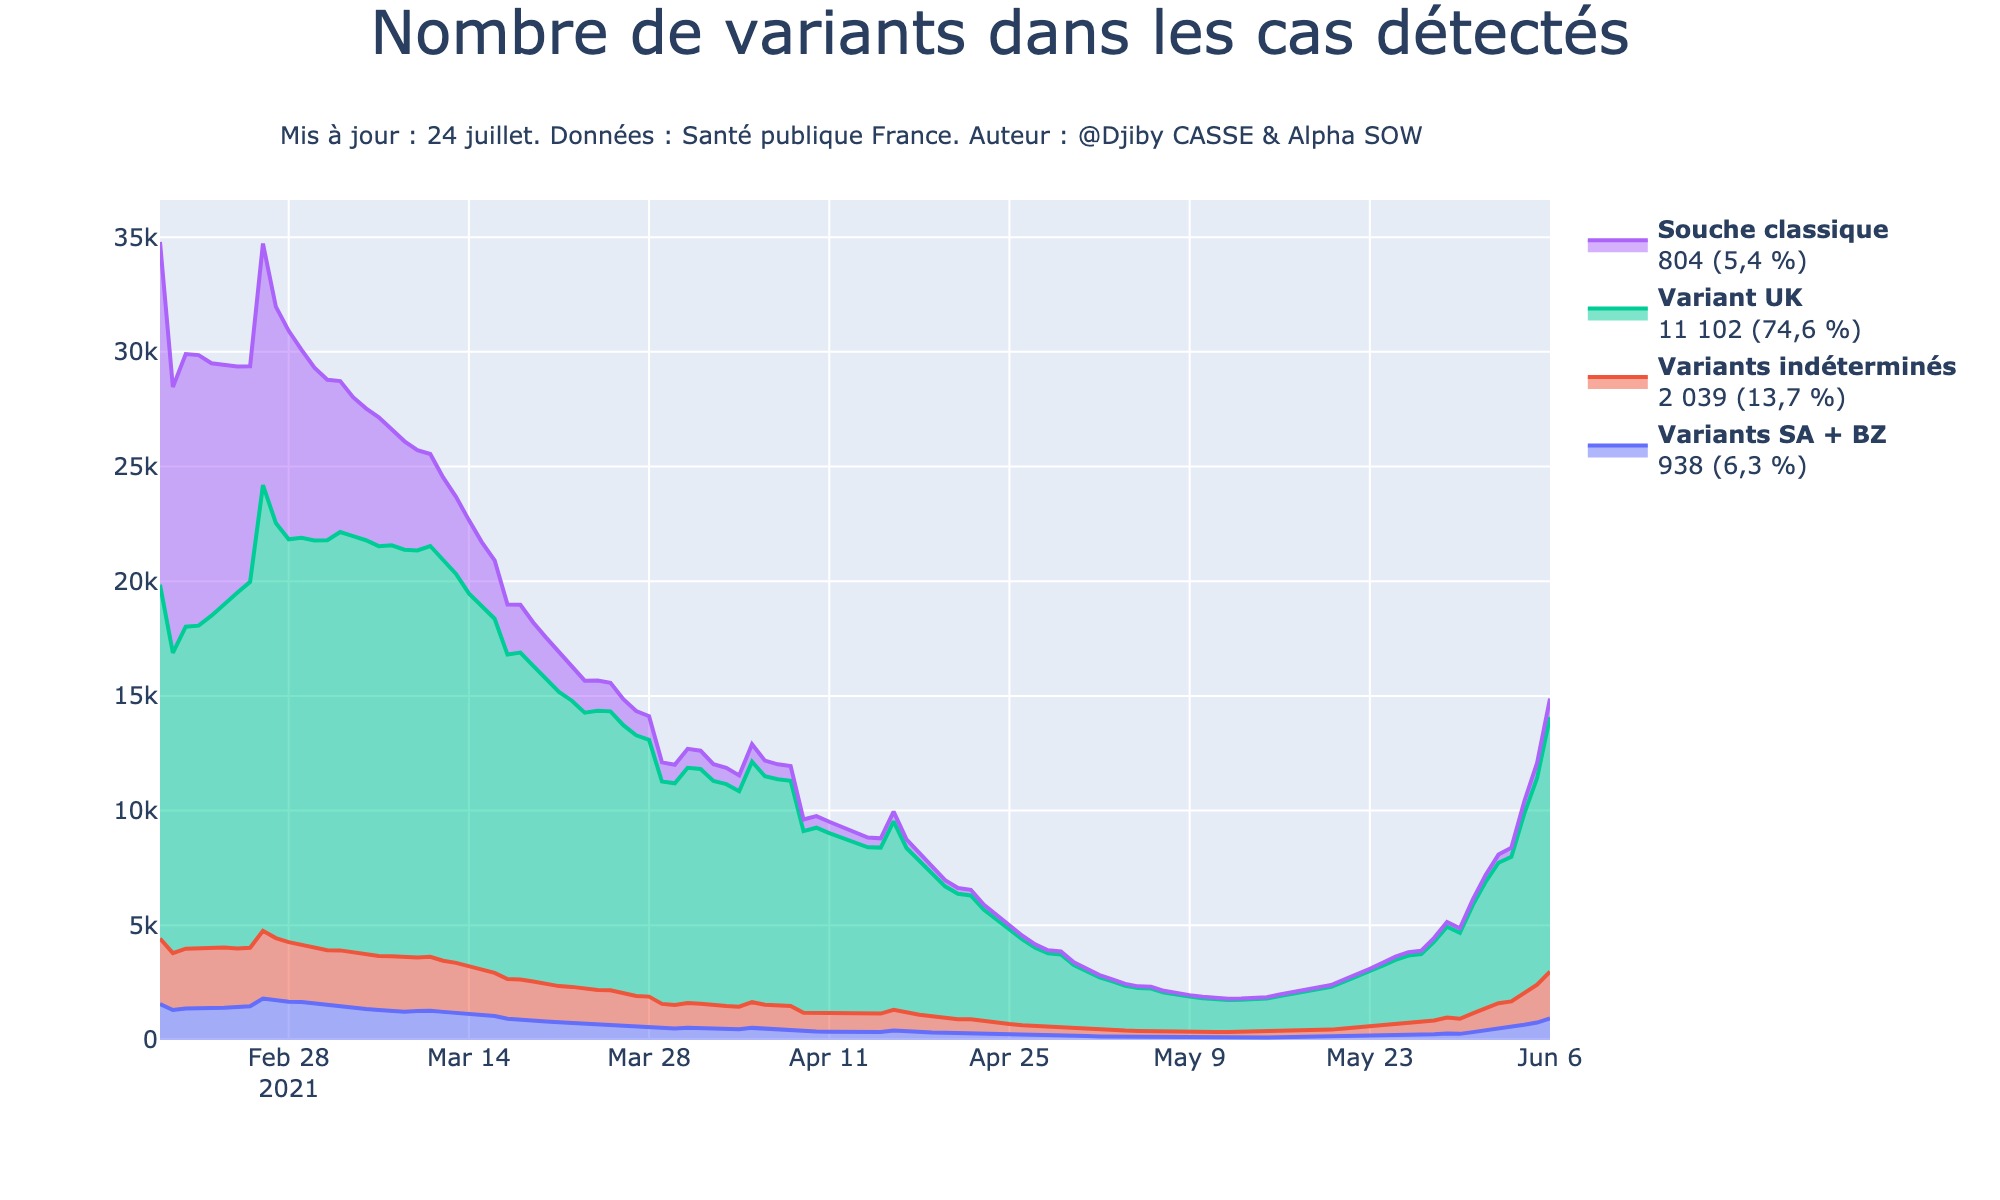 Nombre de variants dans les cas détectés
Mis à jour : 24 juillet. Données : Santé publique France. Auteur : @Djiby CASSE & Alpha SOW
35k
30k
25k
20k
15k
10k
5k
0
Feb 28
2021
Mar 14
Mar 28
Apr 11
Apr 25
May 9
May 23
Jun 6
Souche classique
804 (5,4 %)
Variant UK
11 102 (74,6 %)
Variants indéterminés
2 039 (13,7 %)
Variants SA + BZ
938 (6,3 %)